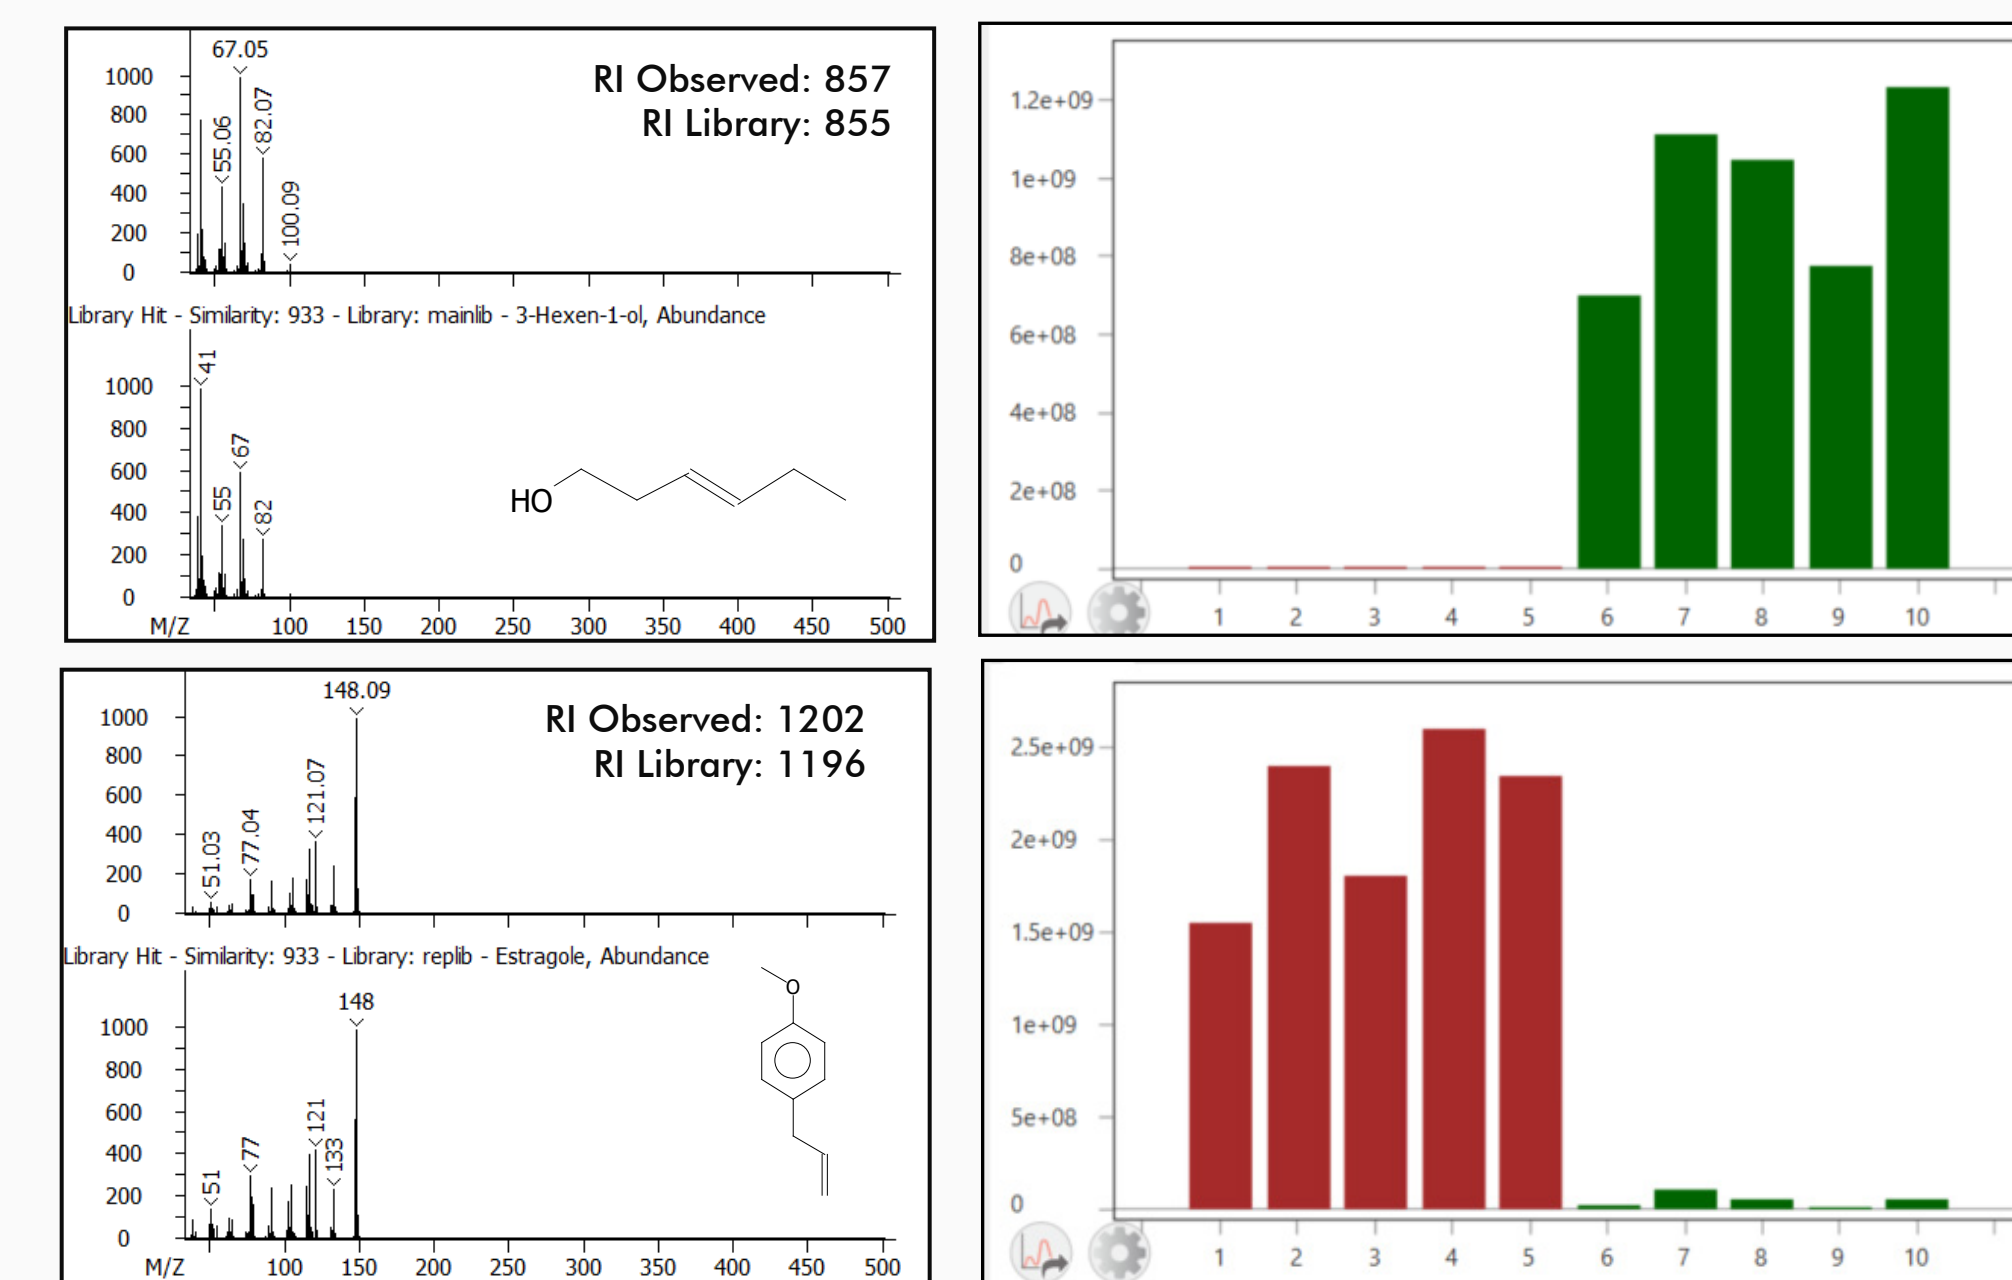 67.05
RI Observed: 857
RI Library: 855
1000
800
600
400
200
0
55.06
82.07
100.09
Library Hit - Similarity: 933 - Library: mainlib - 3-Hexen-1-ol, Abundance
41
1000
800
600
400
200
0
67
55
82
HO
M/Z 100 150 200 250 300 350 400 450 500
1.2e+09
1e+09
8e+08
6e+08
4e+08
2e+08
0
1 2 3 4 5 6 7 8 9 10
148.09
RI Observed: 1202
RI Library: 1196
1000
800
600
400
200
0
51.03
77.04
121.07
Library Hit - Similarity: 933 - Library: replib - Estragole, Abundance
148
1000
800
600
400
200
0
51
77
121
133
O
M/Z 100 150 200 250 300 350 400 450 500
2.5e+09
2e+09
1.5e+09
1e+09
5e+08
0
1 2 3 4 5 6 7 8 9 10